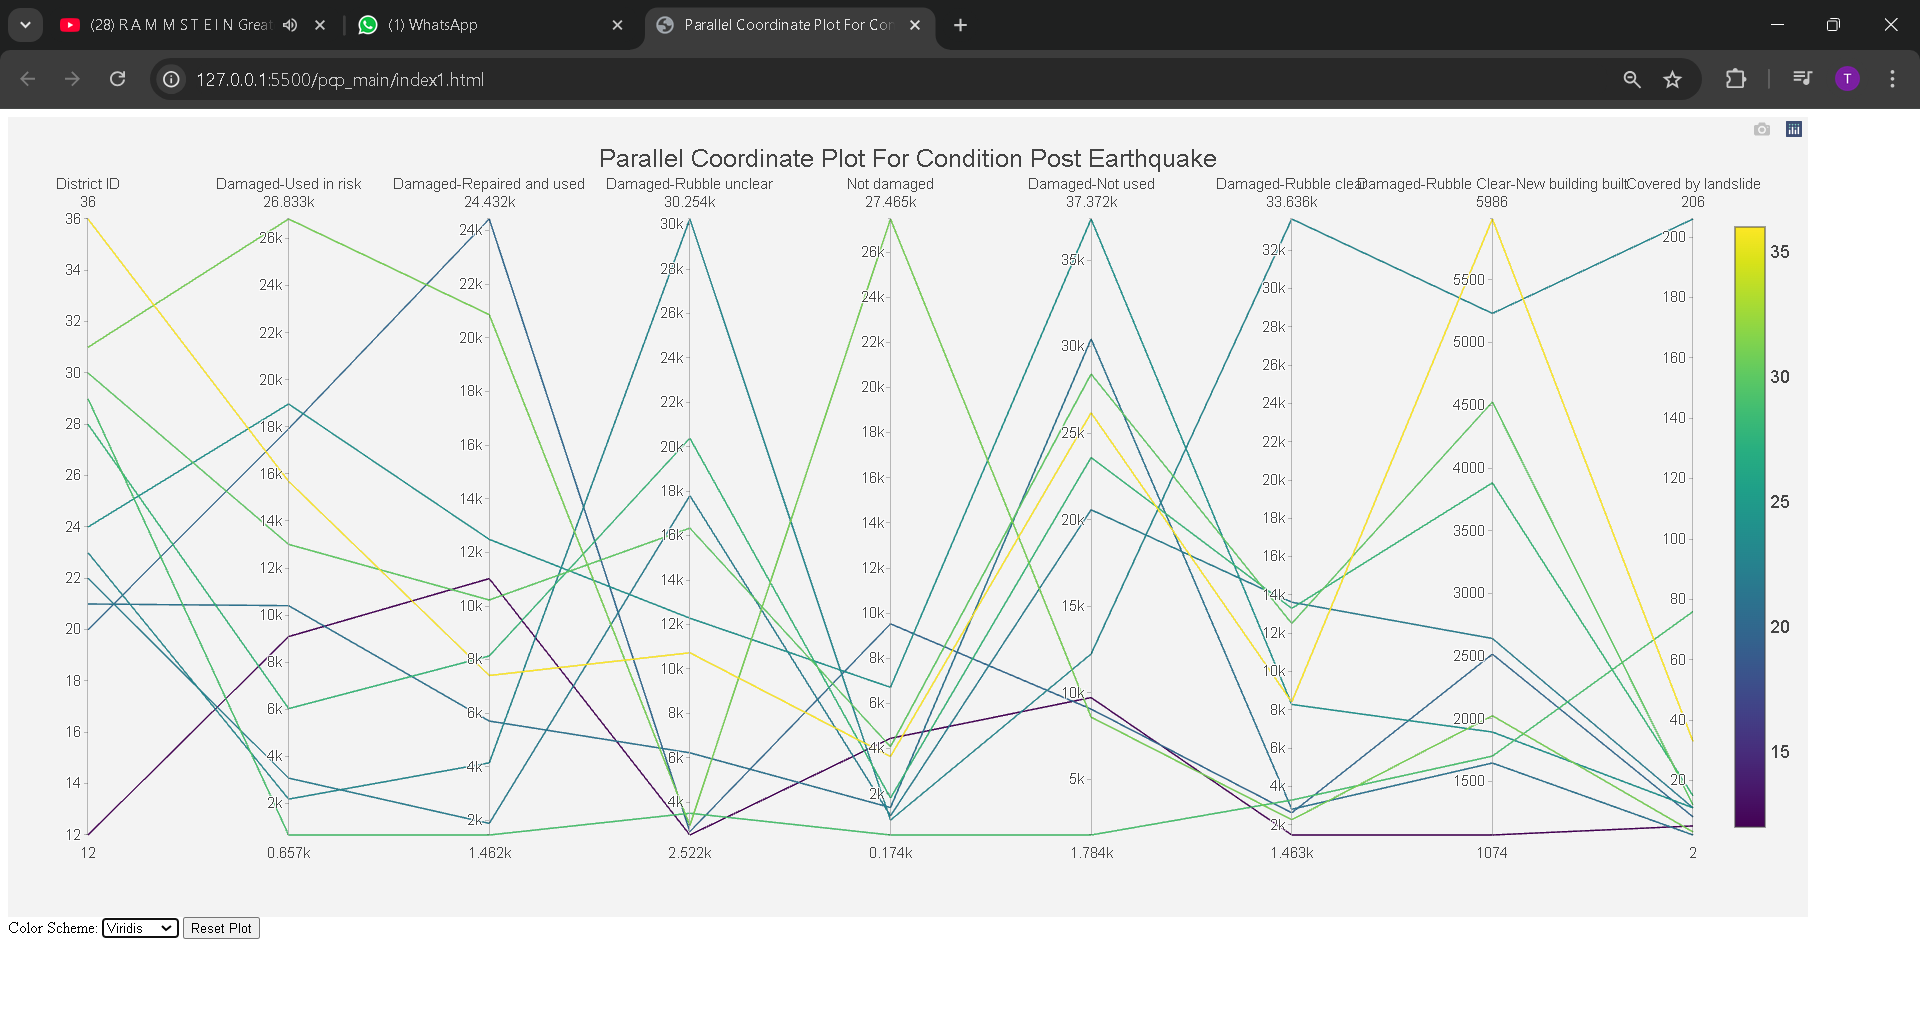 (28) R A M M S T E I N Great
(1) WhatsApp
Parallel Coordinate Plot For Con
127.0.0.1:5500/pqp_main/index1.html
T
Parallel Coordinate Plot For Condition Post Earthquake
District ID
Damaged-Used in risk
Damaged-Repaired and used
Damaged-Rubble unclear
Not damaged
Damaged-Not used
Damaged-Rubble clear
Damaged-Rubble Clear-New building built
Covered by landslide
36
26.833k
24.432k
30.254k
27.465k
37.372k
33.636k
5986
206
36
34
32
30
28
26
24
22
20
18
16
14
12
26k
24k
22k
20k
18k
16k
14k
12k
10k
8k
6k
4k
2k
24k
22k
20k
18k
16k
14k
12k
10k
8k
6k
4k
2k
30k
28k
26k
24k
22k
20k
18k
16k
14k
12k
10k
8k
6k
4k
26k
24k
22k
20k
18k
16k
14k
12k
10k
8k
6k
4k
2k
35k
30k
25k
20k
15k
10k
5k
32k
30k
28k
26k
24k
22k
20k
18k
16k
14k
12k
10k
8k
6k
4k
2k
5500
5000
4500
4000
3500
3000
2500
2000
1500
200
180
160
140
120
100
80
60
40
20
35
30
25
20
15
12
0.657k
1.462k
2.522k
0.174k
1.784k
1.463k
1074
2
Color Scheme: Viridis Reset Plot